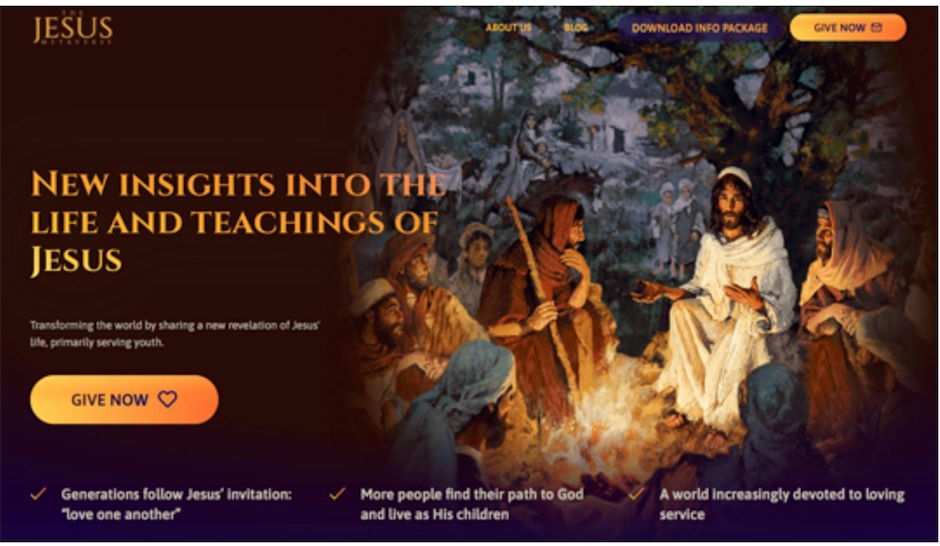 THE
JESUS
METAVERSE
ABOUT US
BLOG
DOWNLOAD INFO PACKAGE
GIVE NOW
NEW INSIGHTS INTO THE
LIFE AND TEACHINGS OF
JESUS
Transforming the world by sharing a new revelation of Jesus'
life, primarily serving youth.
GIVE NOW
Generations follow Jesus' invitation:
"love one another"
More people find their path to God
and live as His children
A world increasingly devoted to loving
service